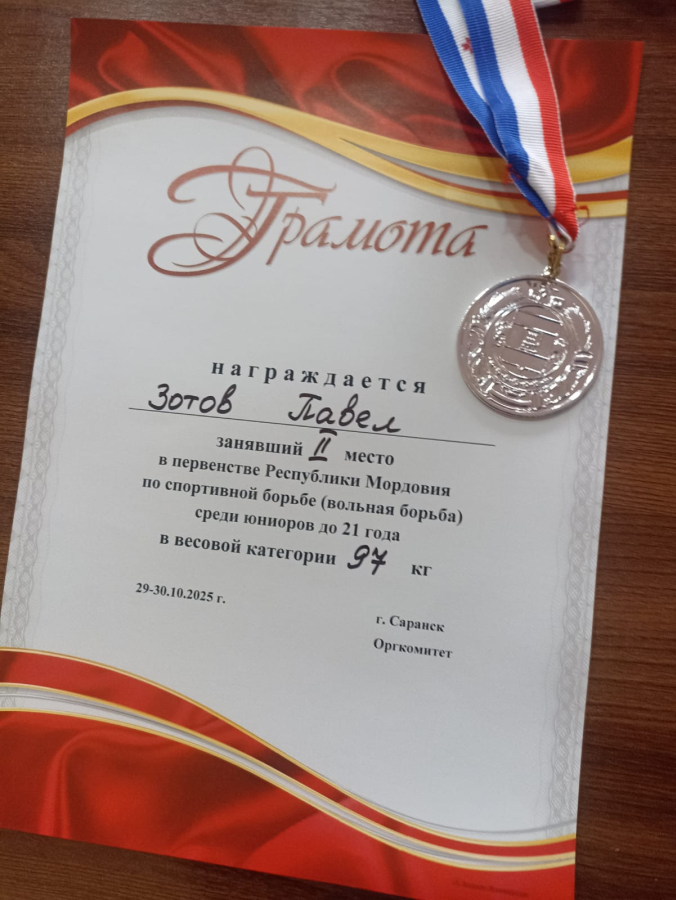 Грамота
награждается
Зотов Павел
занявший II место
в первенстве Республики Мордовия
по спортивной борьбе (вольная борьба)
среди юниоров до 21 года
в весовой категории 97 кг
29-30.10.2025 г.
г. Саранск
Оргкомитет